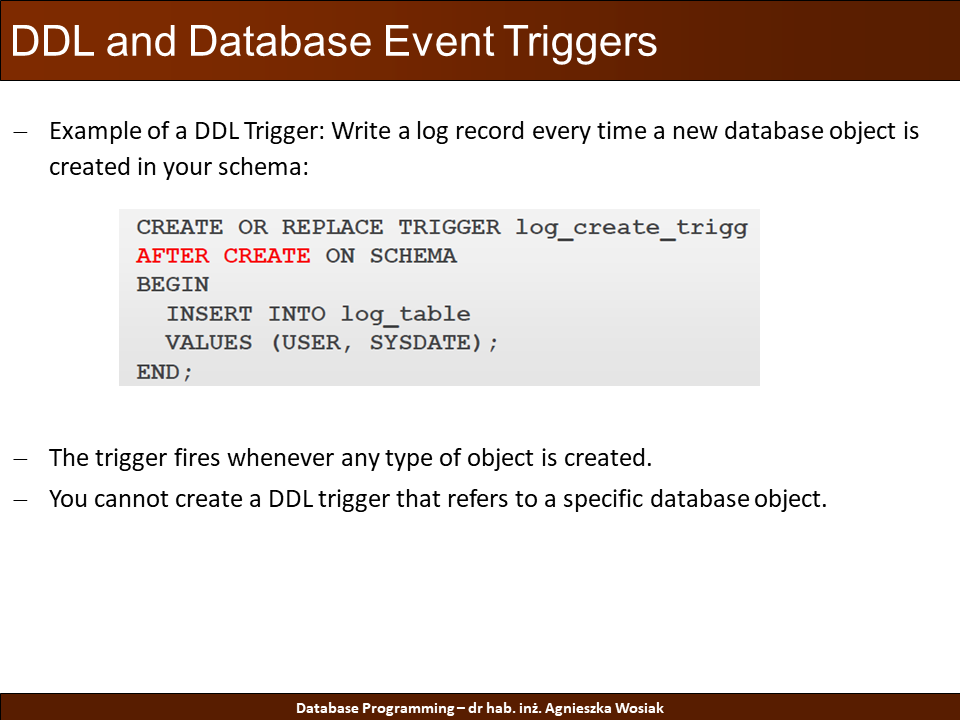 DDL and Database Event Triggers
– Example of a DDL Trigger: Write a log record every time a new database object is
created in your schema:
CREATE OR REPLACE TRIGGER log_create_trigg
AFTER CREATE ON SCHEMA
BEGIN
INSERT INTO log_table
VALUES (USER, SYSDATE);
END;
– The trigger fires whenever any type of object is created.
– You cannot create a DDL trigger that refers to a specific database object.
Database Programming – dr hab. inż. Agnieszka Wosiak